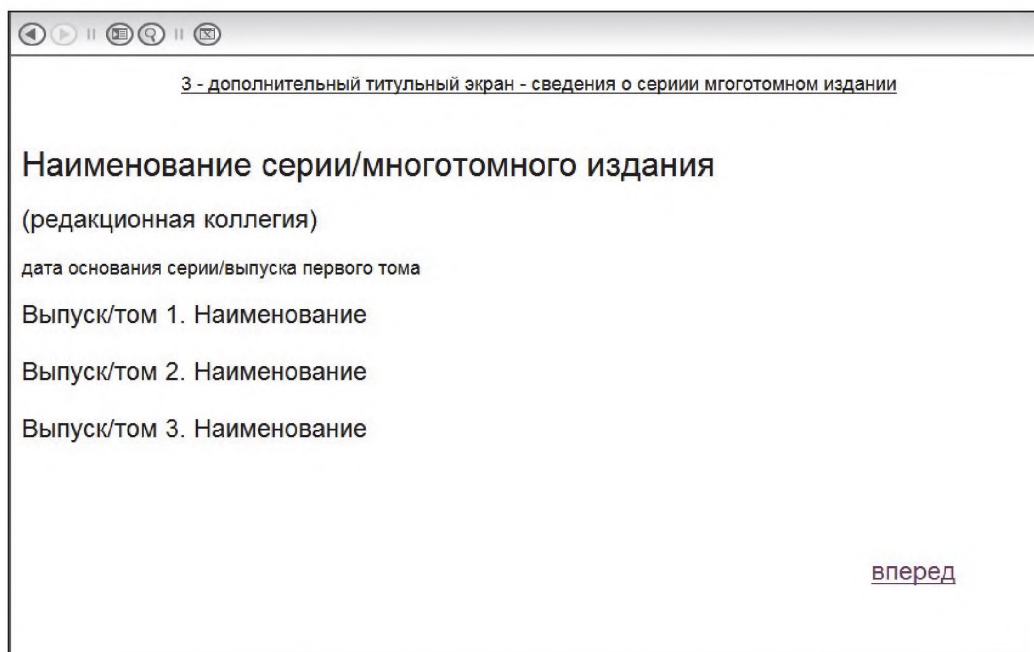 3 - дополнительный титульный экран - сведения о сериии мгоготомном издании
Наименование серии/многотомного издания
(редакционная коллегия)
дата основания серии/выпуска первого тома
Выпуск/том 1. Наименование
Выпуск/том 2. Наименование
Выпуск/том 3. Наименование
вперед